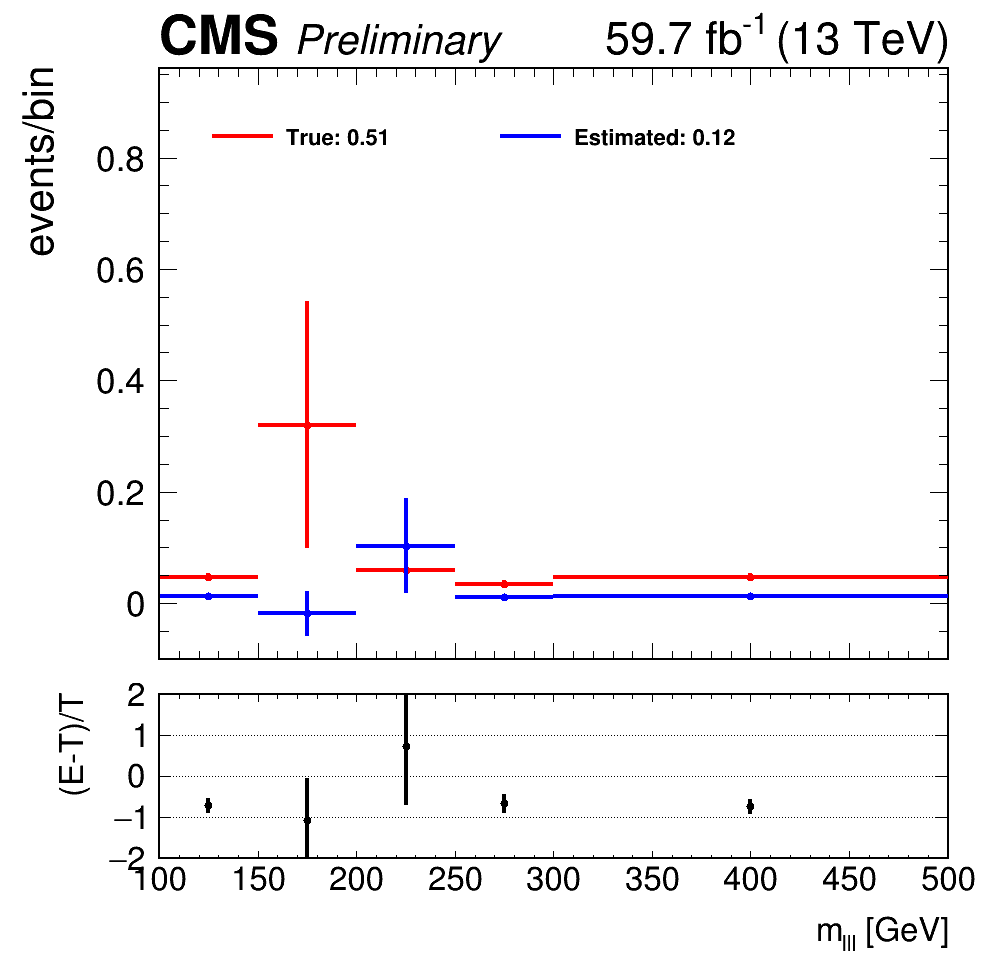 CMS Preliminary 59.7 fb⁻¹ (13 TeV)
events/bin
True: 0.51 Estimated: 0.12
0.8
0.6
0.4
0.2
0
(E-T)/T
2
1
0
−1
−2
100 150 200 250 300 350 400 450 500
m_lll [GeV]